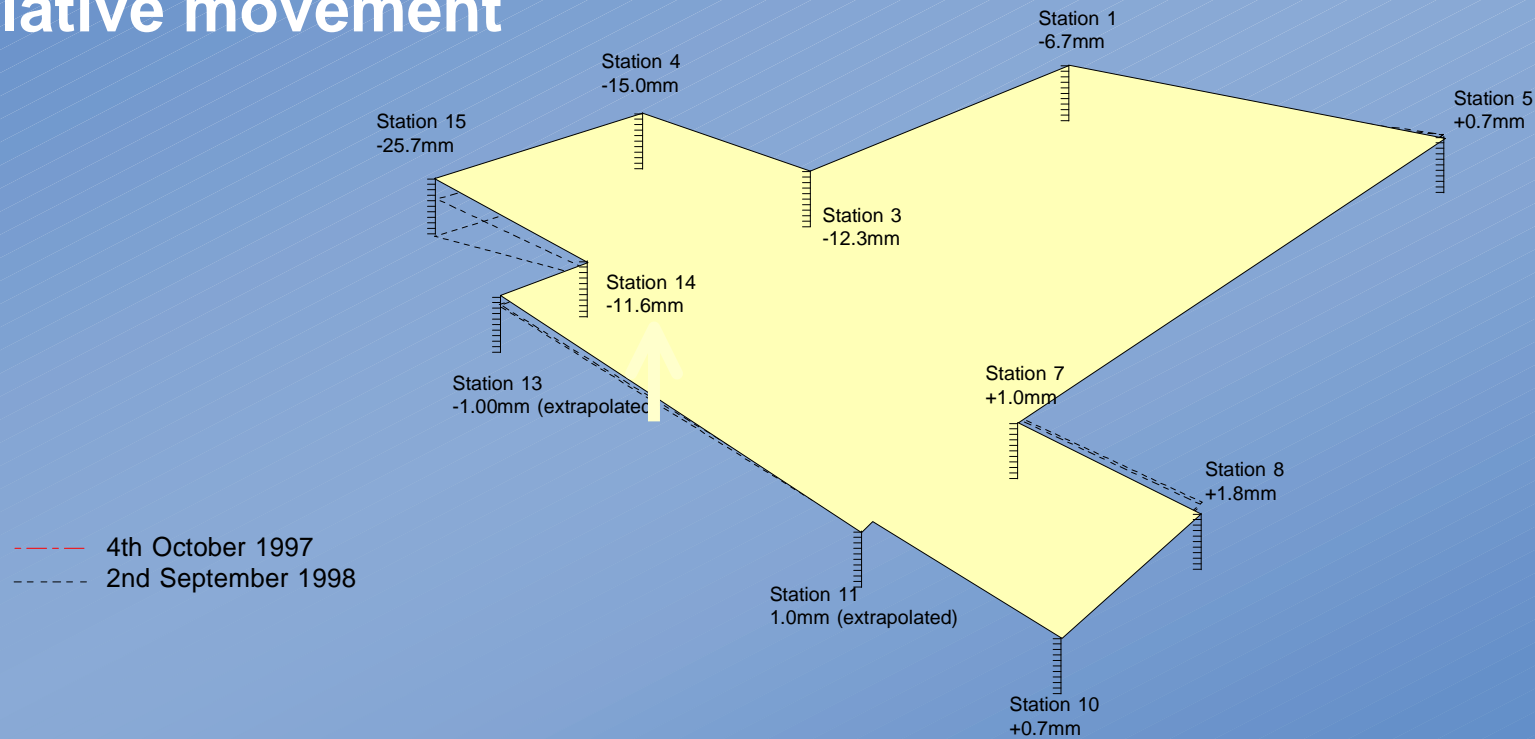 lative movement
Station 1
-6.7mm
Station 4
-15.0mm
Station 5
+0.7mm
Station 15
-25.7mm
Station 3
-12.3mm
Station 14
-11.6mm
Station 7
+1.0mm
Station 13
-1.00mm (extrapolated
Station 8
+1.8mm
4th October 1997
2nd September 1998
Station 11
1.0mm (extrapolated)
Station 10
+0.7mm